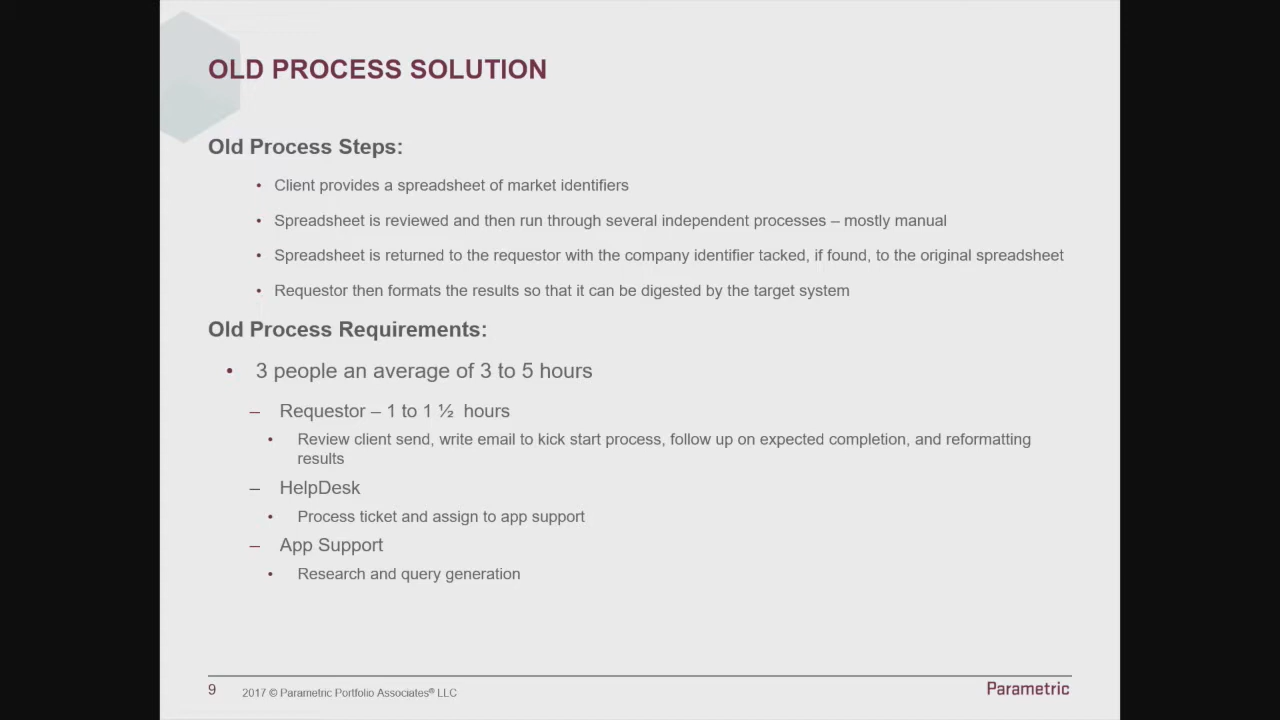 OLD PROCESS SOLUTION
Old Process Steps:
• Client provides a spreadsheet of market identifiers
• Spreadsheet is reviewed and then run through several independent processes – mostly manual
• Spreadsheet is returned to the requestor with the company identifier tacked, if found, to the original spreadsheet
• Requestor then formats the results so that it can be digested by the target system
Old Process Requirements:
• 3 people an average of 3 to 5 hours
– Requestor – 1 to 1 ½ hours
• Review client send, write email to kick start process, follow up on expected completion, and reformatting
results
– HelpDesk
• Process ticket and assign to app support
– App Support
• Research and query generation
9 2017 © Parametric Portfolio Associates® LLC
Parametric